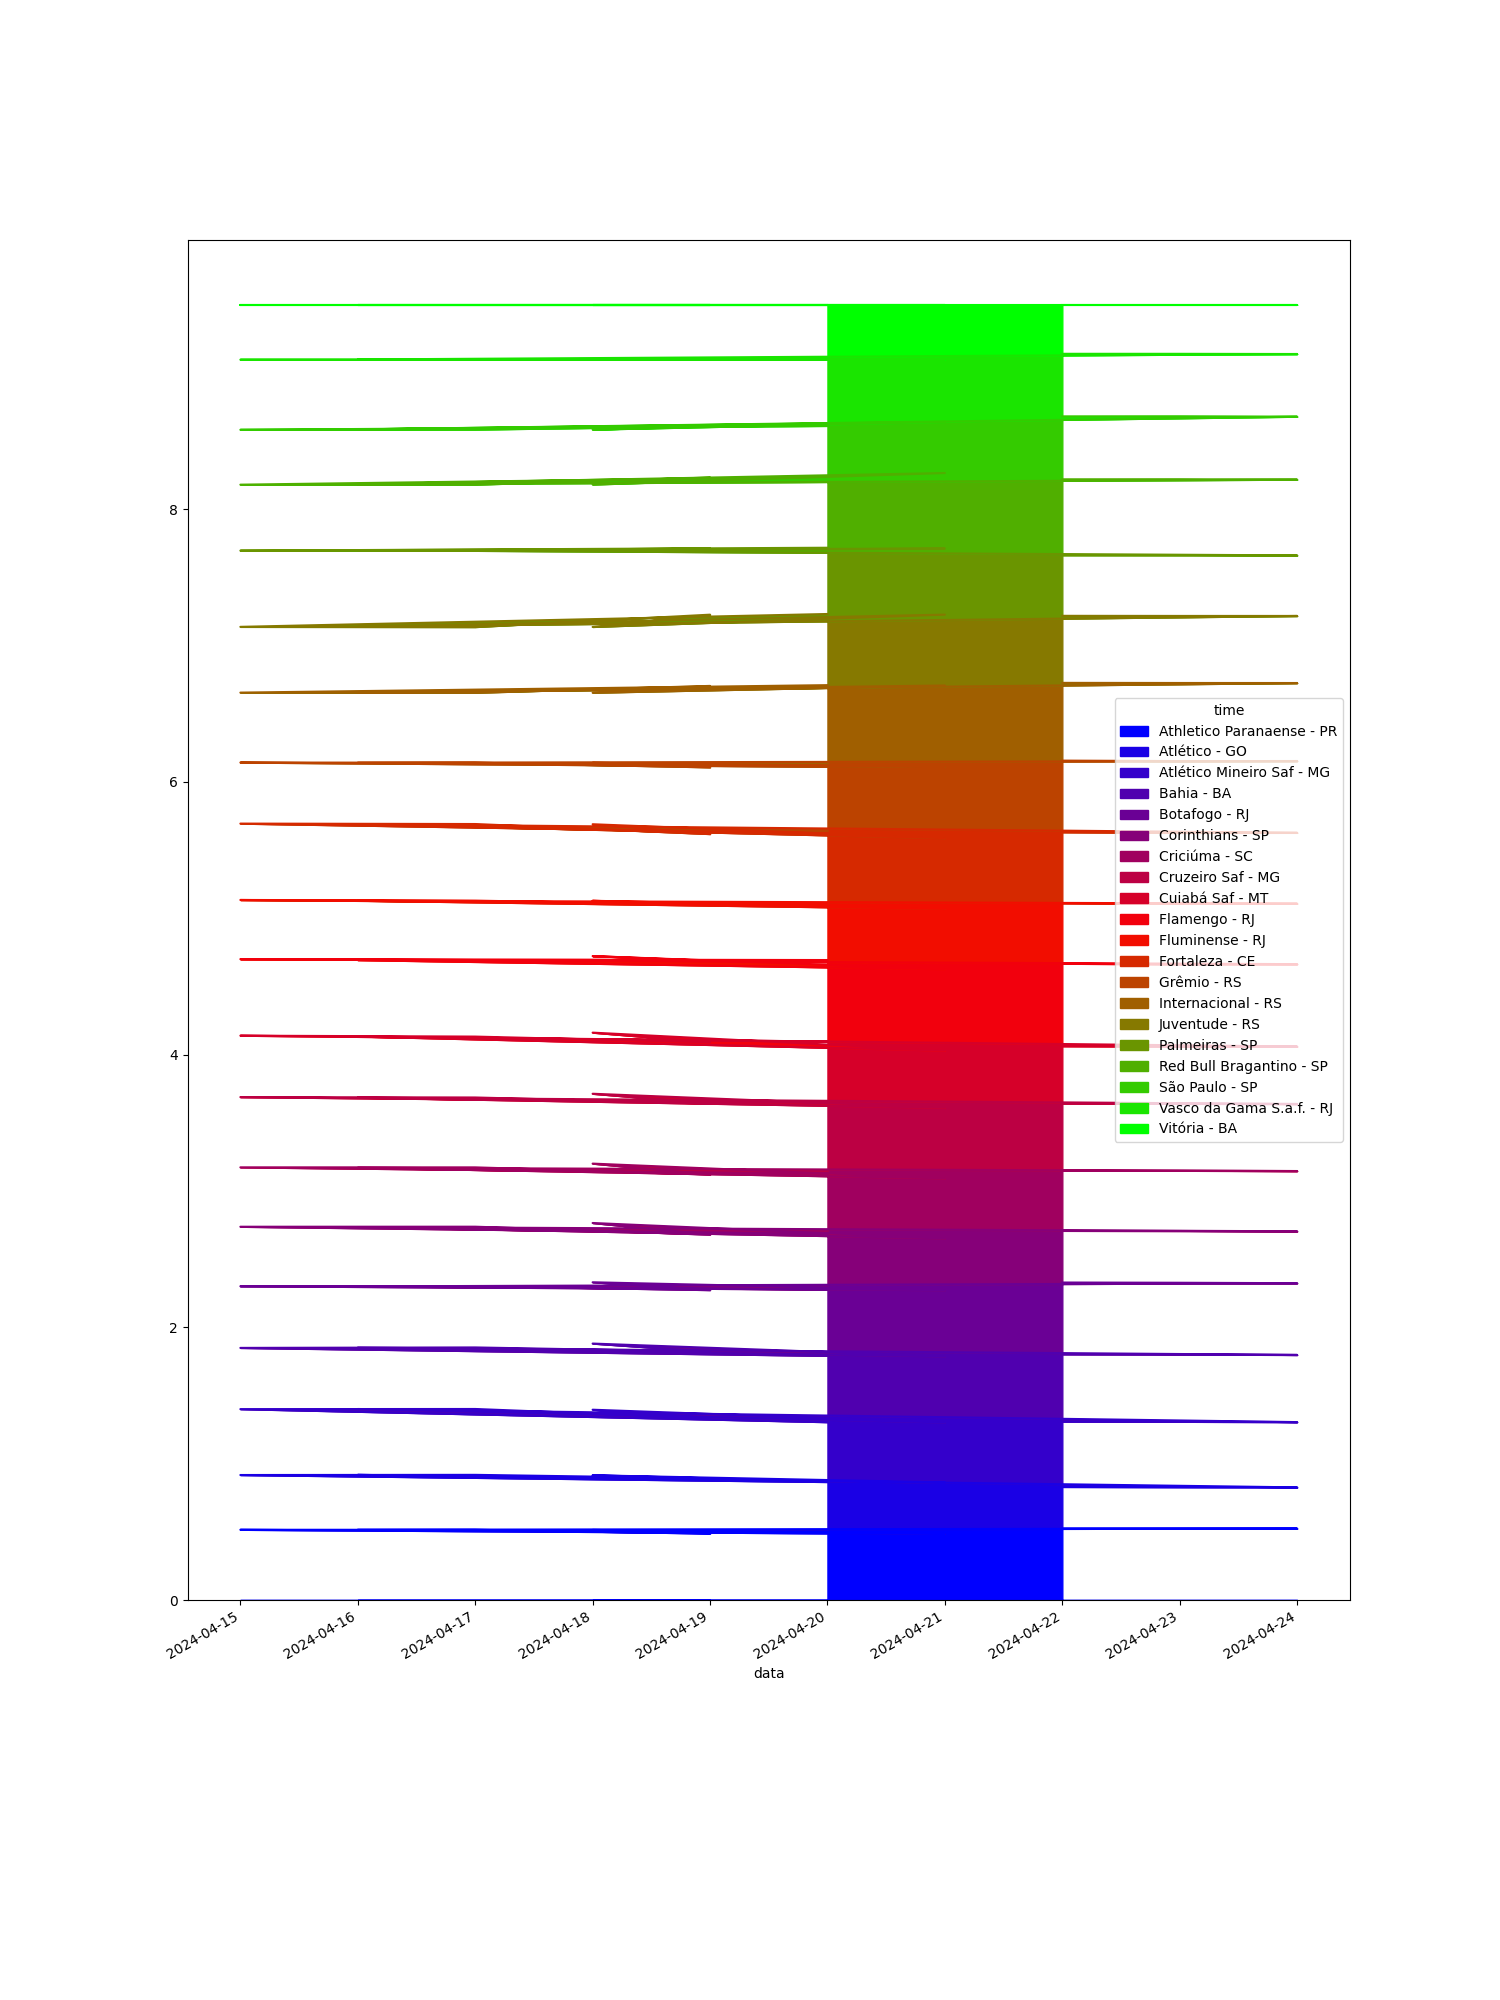 8
6
4
2
0
time
Athletico Paranaense - PR
Atlético - GO
Atlético Mineiro Saf - MG
Bahia - BA
Botafogo - RJ
Corinthians - SP
Criciúma - SC
Cruzeiro Saf - MG
Cuiabá Saf - MT
Flamengo - RJ
Fluminense - RJ
Fortaleza - CE
Grêmio - RS
Internacional - RS
Juventude - RS
Palmeiras - SP
Red Bull Bragantino - SP
São Paulo - SP
Vasco da Gama S.a.f. - RJ
Vitória - BA
2024-04-15
2024-04-16
2024-04-17
2024-04-18
2024-04-19
2024-04-20
2024-04-21
2024-04-22
2024-04-23
2024-04-24
data